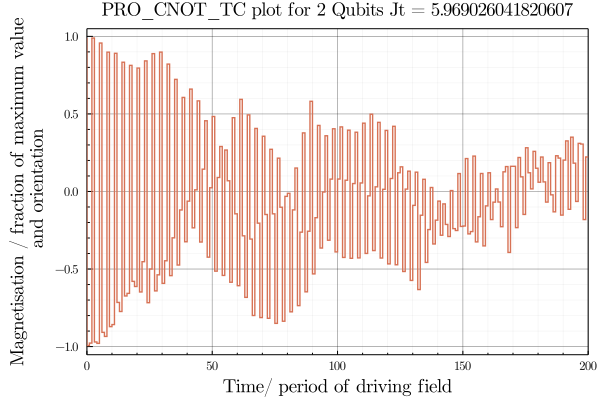 PRO_CNOT_TC plot for 2 Qubits Jt = 5.969026041820607
Magnetisation / fraction of maximum value
and orientation
1.0
0.5
0.0
−0.5
−1.0
0 50 100 150 200
Time/ period of driving field